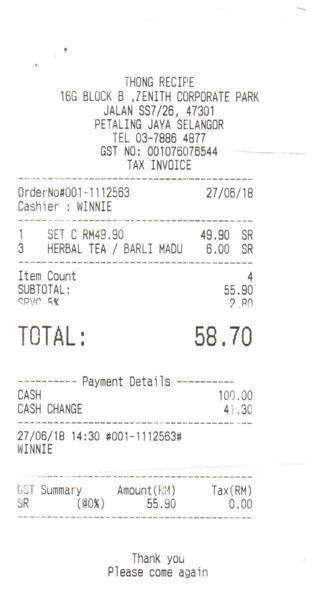 THONG RECIPE
16G BLOCK B ,ZENITH CORPORATE PARK
JALAN SS7/26, 47301
PETALING JAYA SELANGOR
TEL 03-7886 4877
GST NO: 001076076544
TAX INVOICE
OrderNo#001-1112563 27/06/18
Cashier : WINNIE
1 SET C RM49.90 49.90 SR
3 HERBAL TEA / BARLI MADU 6.00 SR
Item Count 4
SUBTOTAL: 55.90
SRVC 5% 2.80
TOTAL: 58.70
---------- Payment Details ----------
CASH 100.00
CASH CHANGE 41.30
27/06/18 14:30 #001-1112563#
WINNIE
GST Summary Amount(RM) Tax(RM)
SR (@0%) 55.90 0.00
Thank you
Please come again